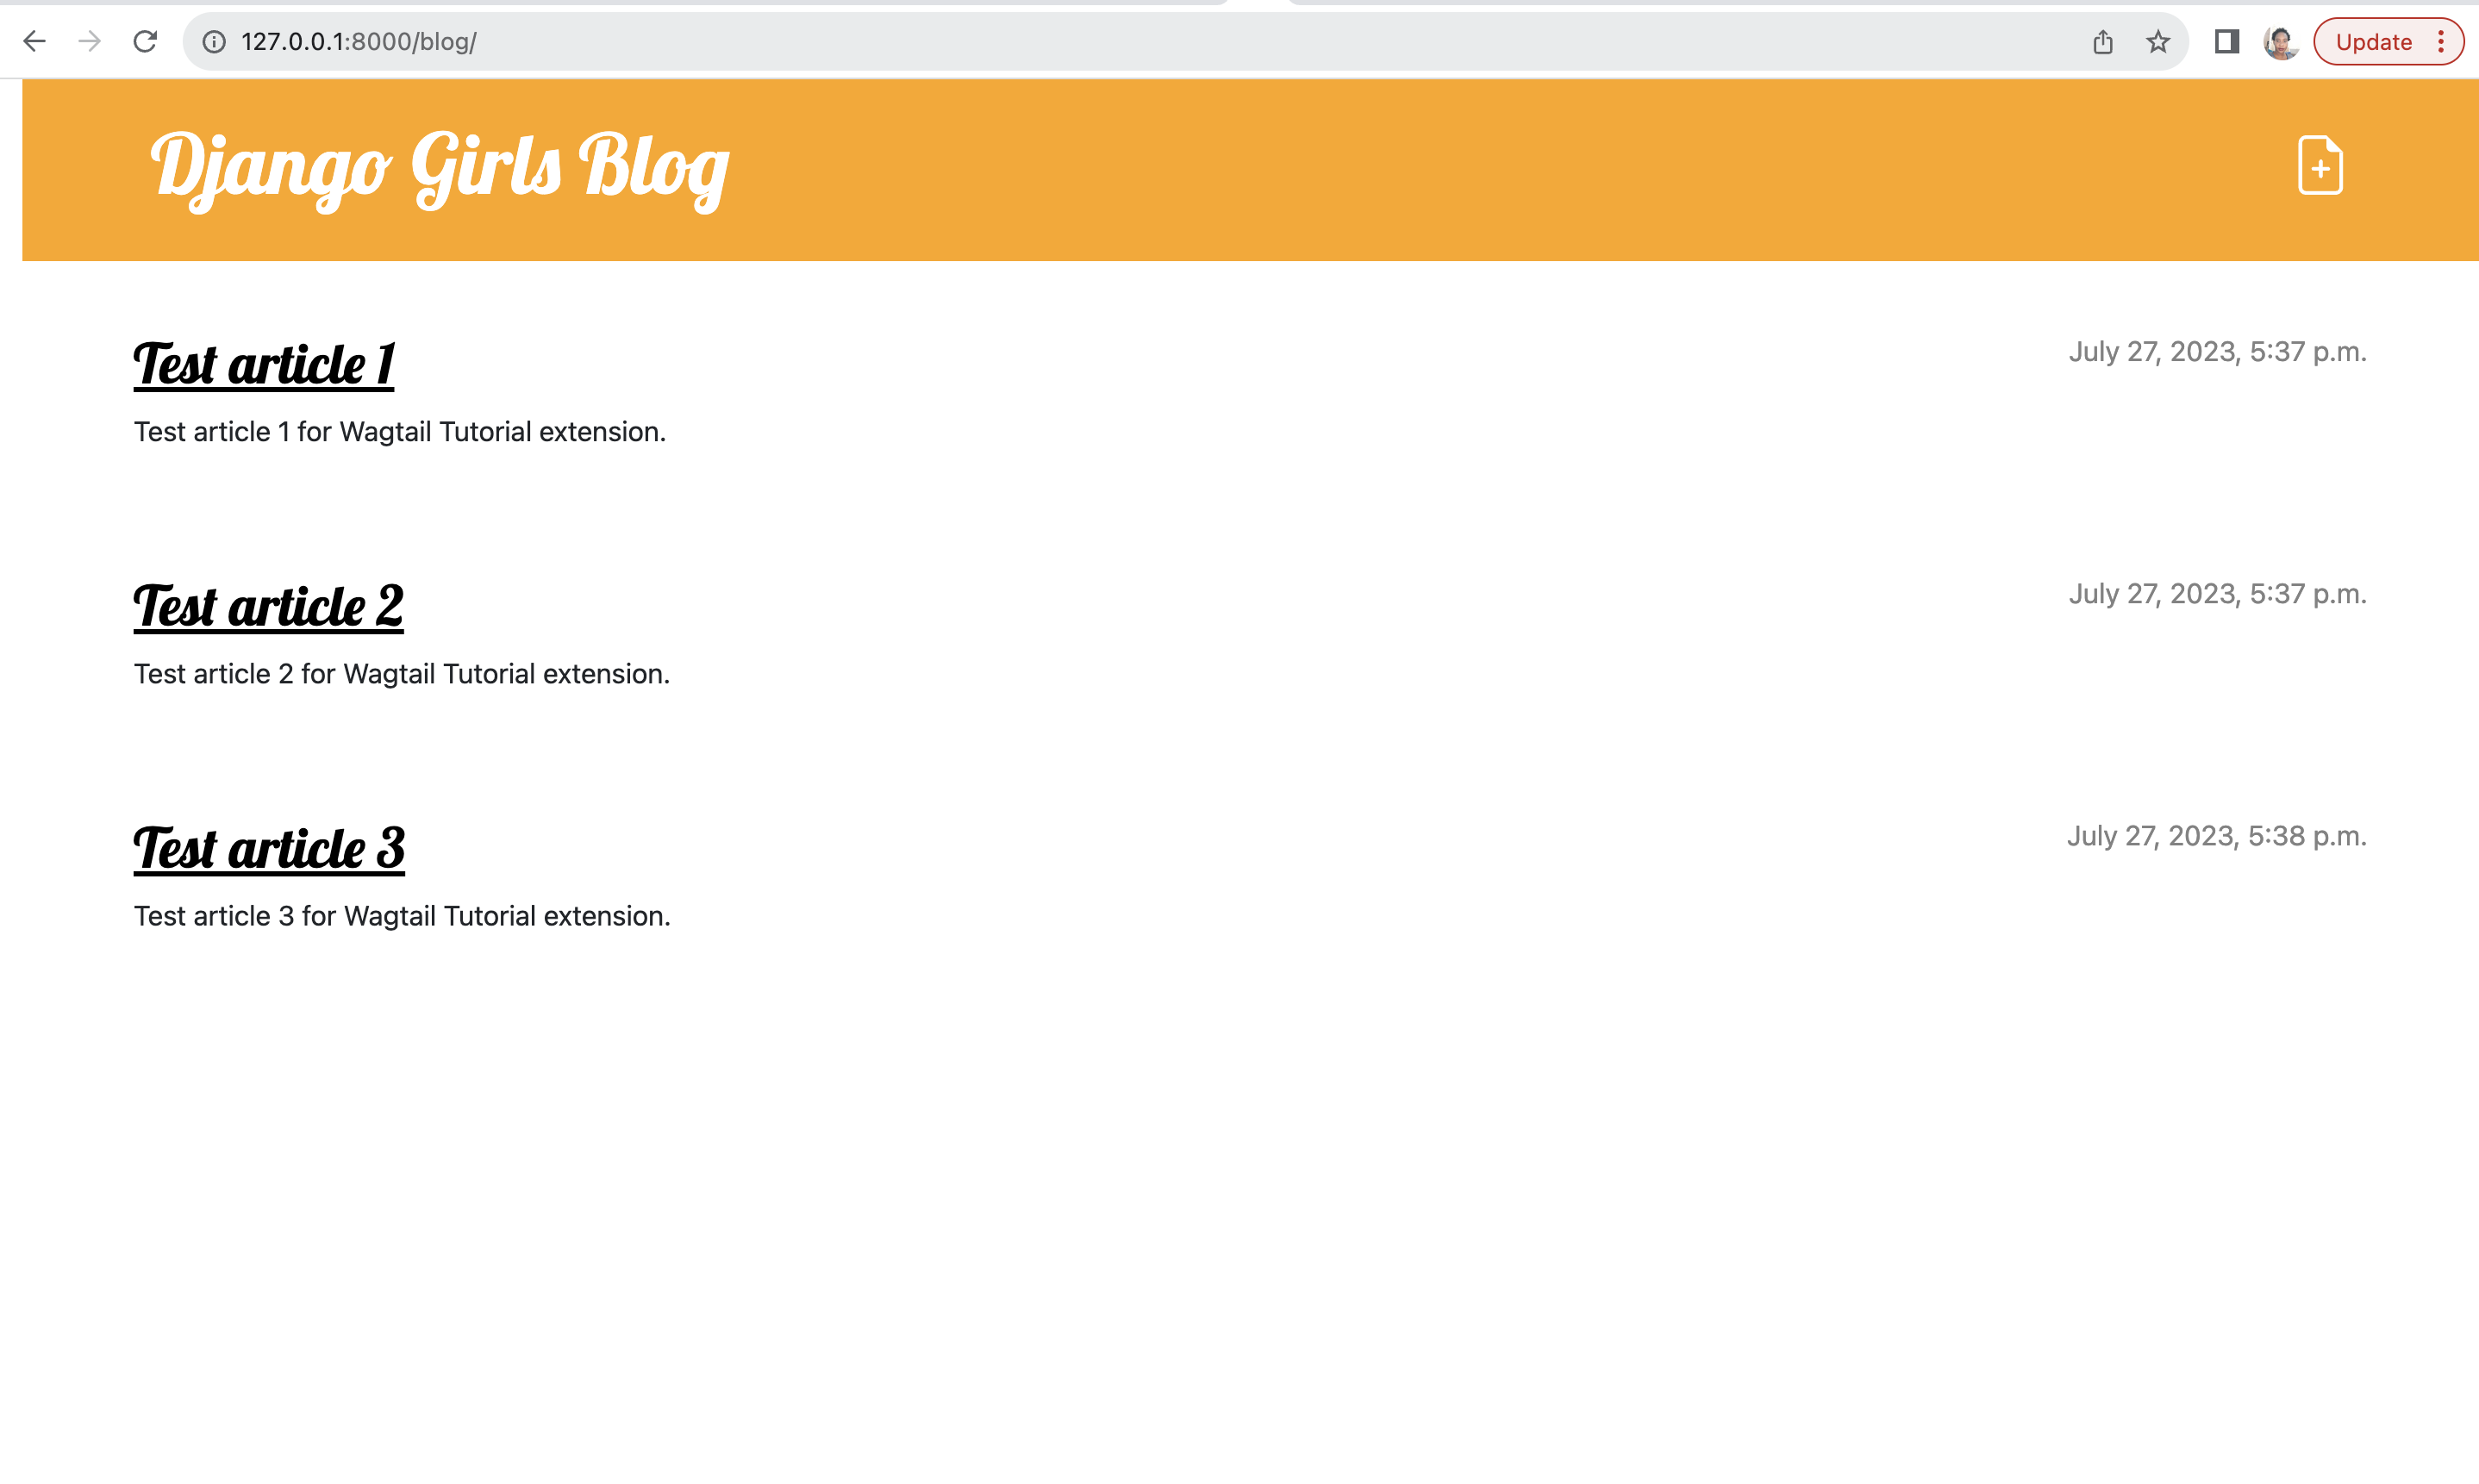 127.0.0.1:8000/blog/
Update
Django Girls Blog
Test article 1
July 27, 2023, 5:37 p.m.
Test article 1 for Wagtail Tutorial extension.
Test article 2
July 27, 2023, 5:37 p.m.
Test article 2 for Wagtail Tutorial extension.
Test article 3
July 27, 2023, 5:38 p.m.
Test article 3 for Wagtail Tutorial extension.